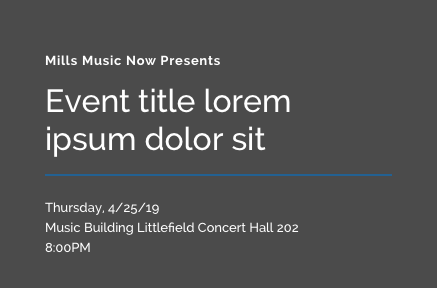 Mills Music Now Presents
Event title lorem
ipsum dolor sit
Thursday, 4/25/19
Music Building Littlefield Concert Hall 202
8:00PM